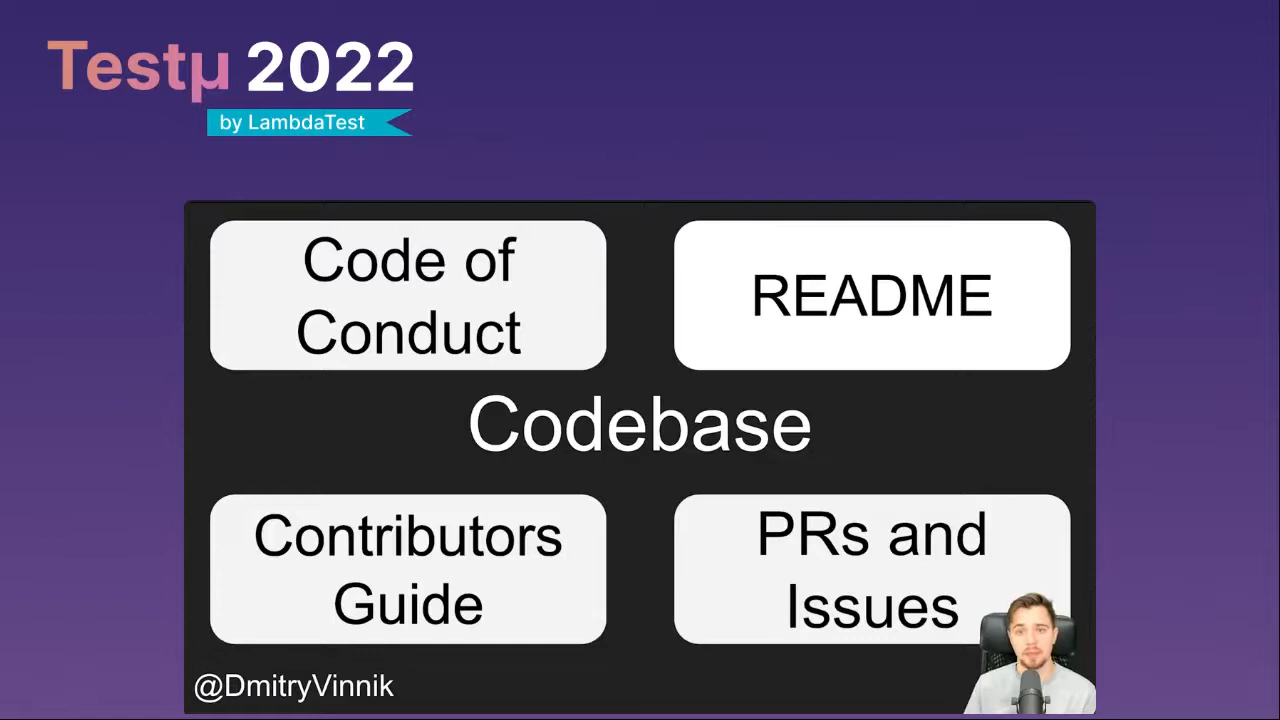 Testμ 2022
by LambdaTest
Code of
Conduct
README
Codebase
Contributors
Guide
PRs and
Issues
@DmitryVinnik